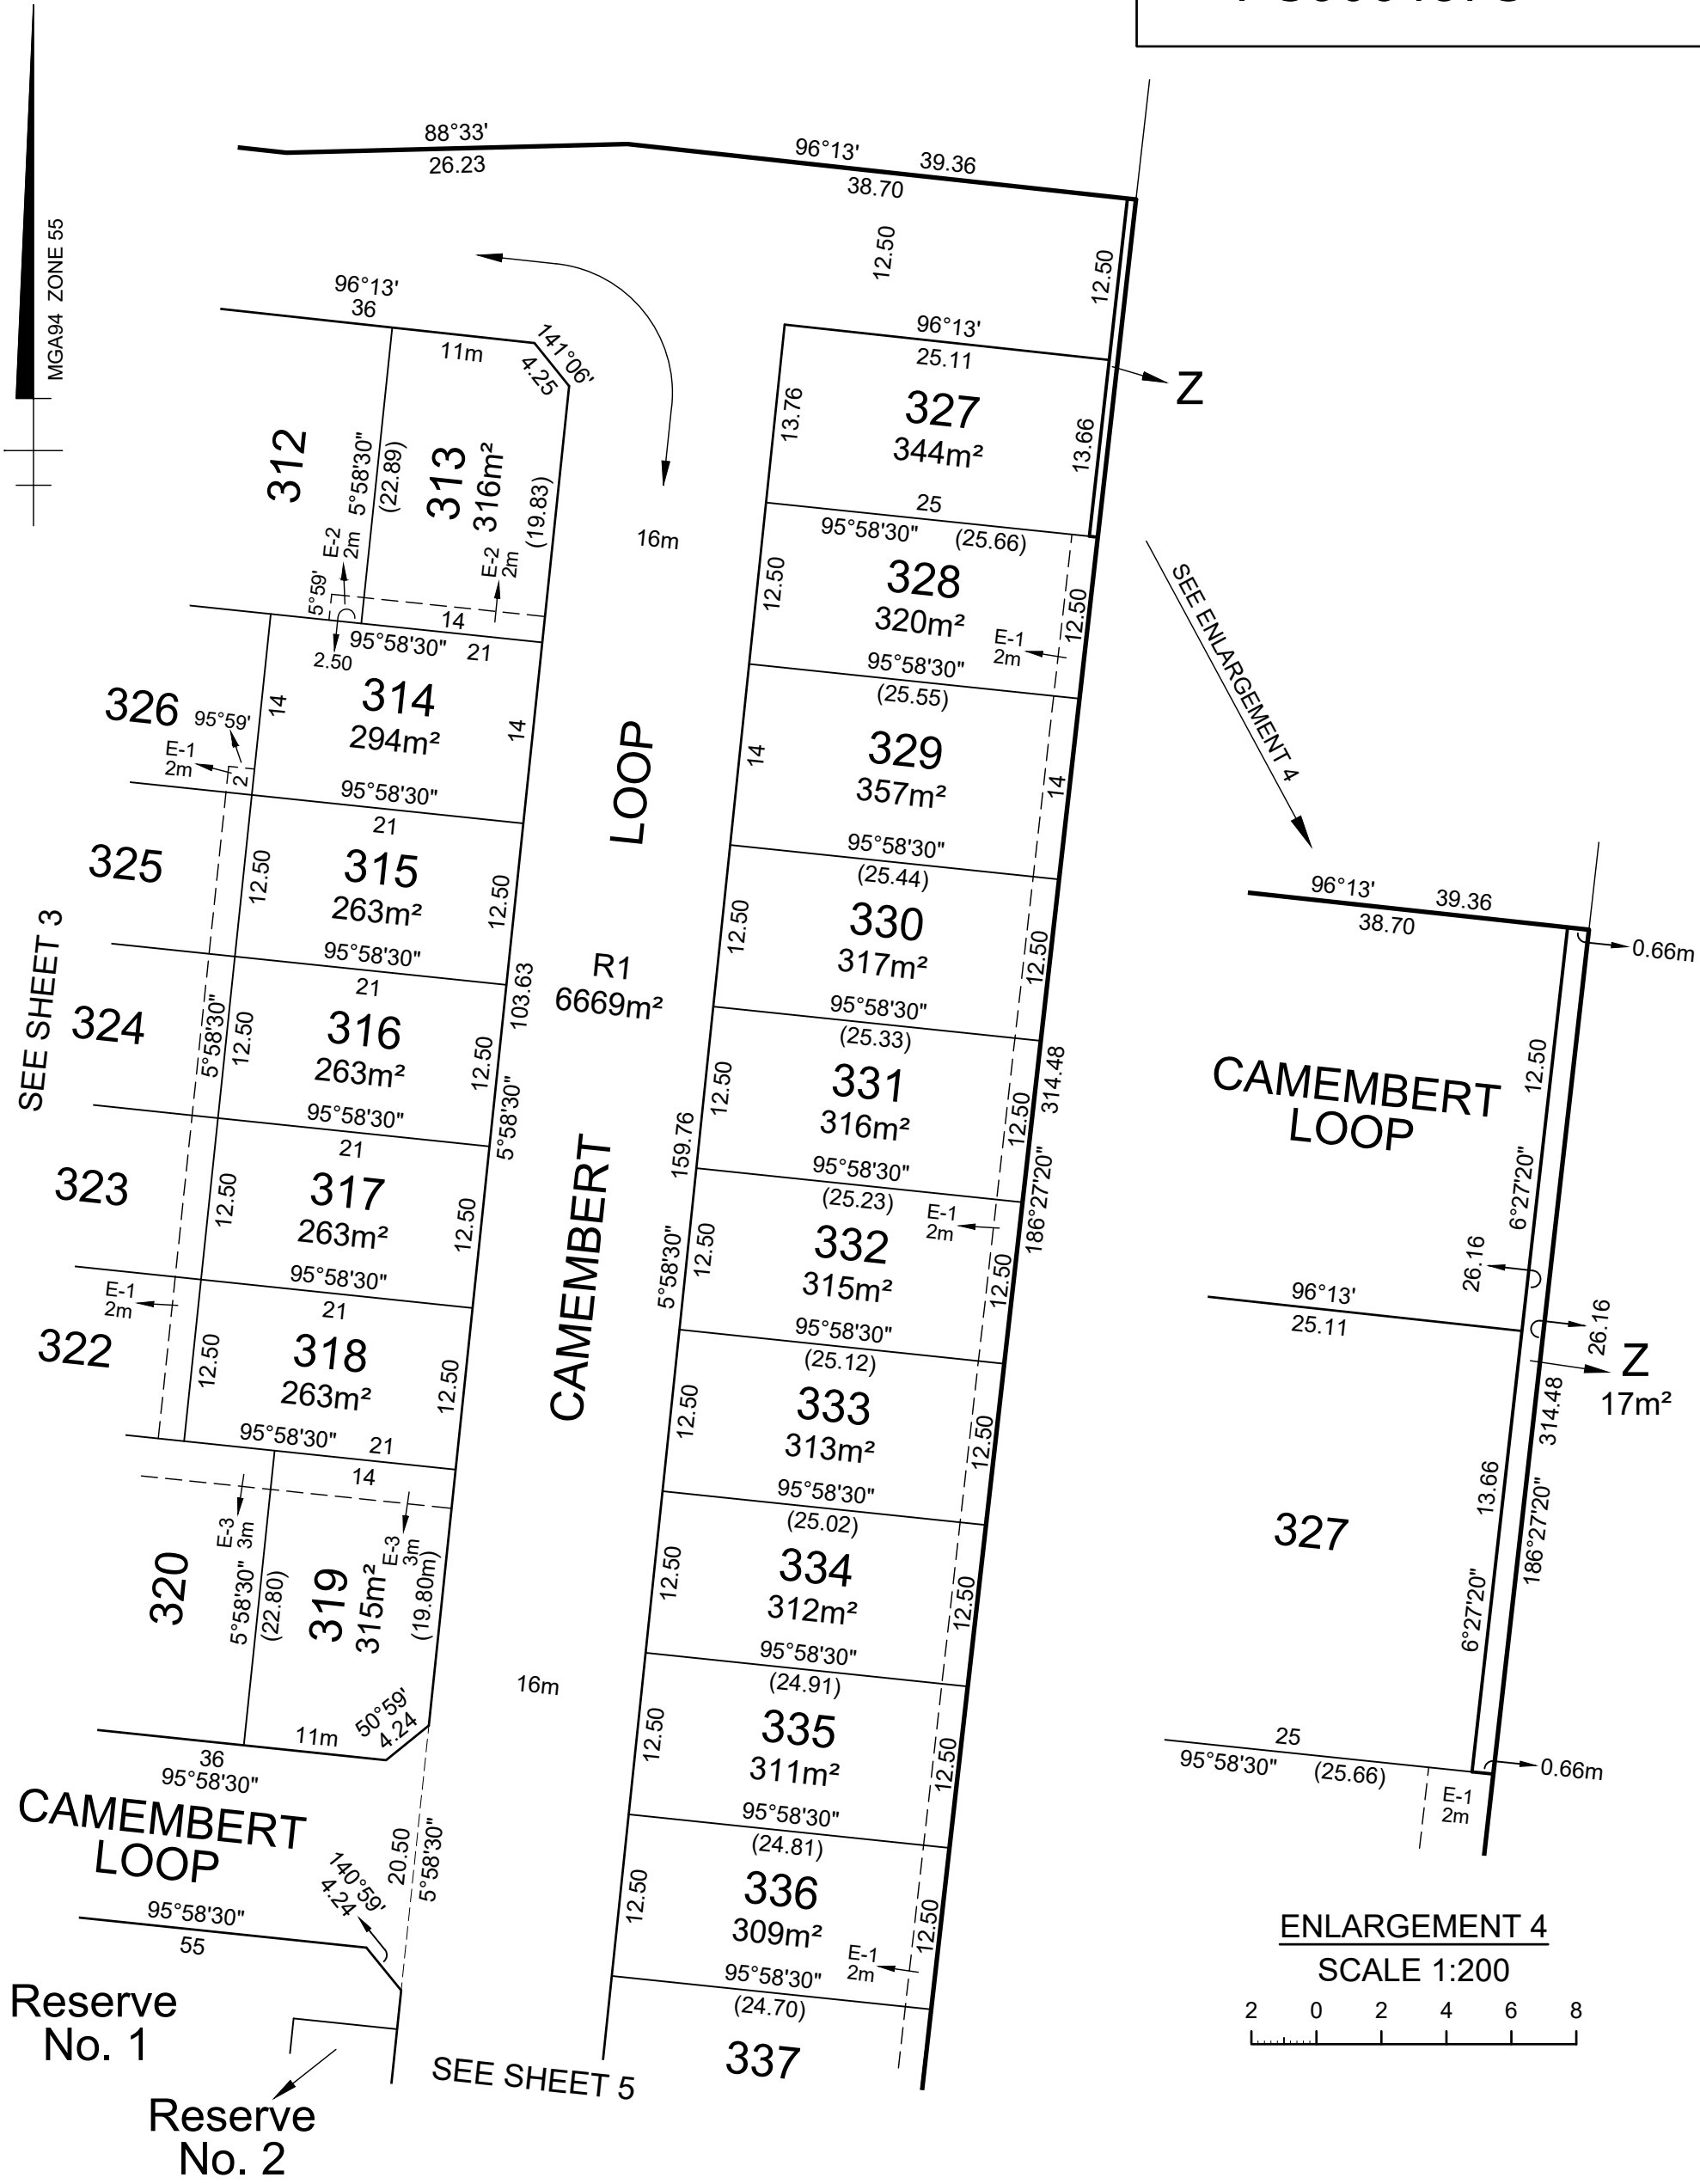 MGA94 ZONE 55
88°33'
26.23
96°13'
39.36
38.70
12.50
12.50
96°13'
36
11m
141°06'
4.25
96°13'
25.11
Z
312
5°58'30"
(22.89)
313
316m²
(19.83)
E-2
2m
E-2
2m
5°59'
14
95°58'30"
21
2.50
16m
13.76
327
344m²
13.66
25
95°58'30"
(25.66)
12.50
328
320m²
12.50
E-1
2m
95°58'30"
(25.55)
SEE ENLARGEMENT 4
326
95°59'
E-1
2m
2
14
314
294m²
14
95°58'30"
21
LOOP
14
329
357m²
14
95°58'30"
(25.44)
325
12.50
315
263m²
12.50
95°58'30"
21
12.50
330
317m²
12.50
95°58'30"
(25.33)
SEE SHEET 3
324
5°58'30"
12.50
316
263m²
12.50
103.63
5°58'30"
95°58'30"
21
R1
6669m²
12.50
331
316m²
12.50
314.48
186°27'20"
159.76
5°58'30"
95°58'30"
(25.23)
323
12.50
317
263m²
12.50
95°58'30"
21
CAMEMBERT
12.50
332
315m²
E-1
2m
12.50
95°58'30"
(25.12)
E-1
2m
322
12.50
318
263m²
12.50
95°58'30"
21
14
12.50
333
313m²
12.50
95°58'30"
(25.02)
320
E-3
3m
5°58'30"
(22.80)
319
315m²
E-3
3m
(19.80m)
12.50
334
312m²
12.50
95°58'30"
(24.91)
16m
50°59'
4.24
11m
36
95°58'30"
12.50
335
311m²
12.50
95°58'30"
(24.81)
CAMEMBERT
LOOP
20.50
5°58'30"
140°59'
4.24
95°58'30"
55
12.50
336
309m²
12.50
E-1
2m
95°58'30"
(24.70)
Reserve
No. 1
Reserve
No. 2
SEE SHEET 5
337
96°13'
39.36
38.70
0.66m
CAMEMBERT
LOOP
12.50
6°27'20"
26.16
96°13'
25.11
26.16
Z
17m²
314.48
186°27'20"
13.66
6°27'20"
327
25
95°58'30"
(25.66)
0.66m
E-1
2m
ENLARGEMENT 4
SCALE 1:200
2 0 2 4 6 8